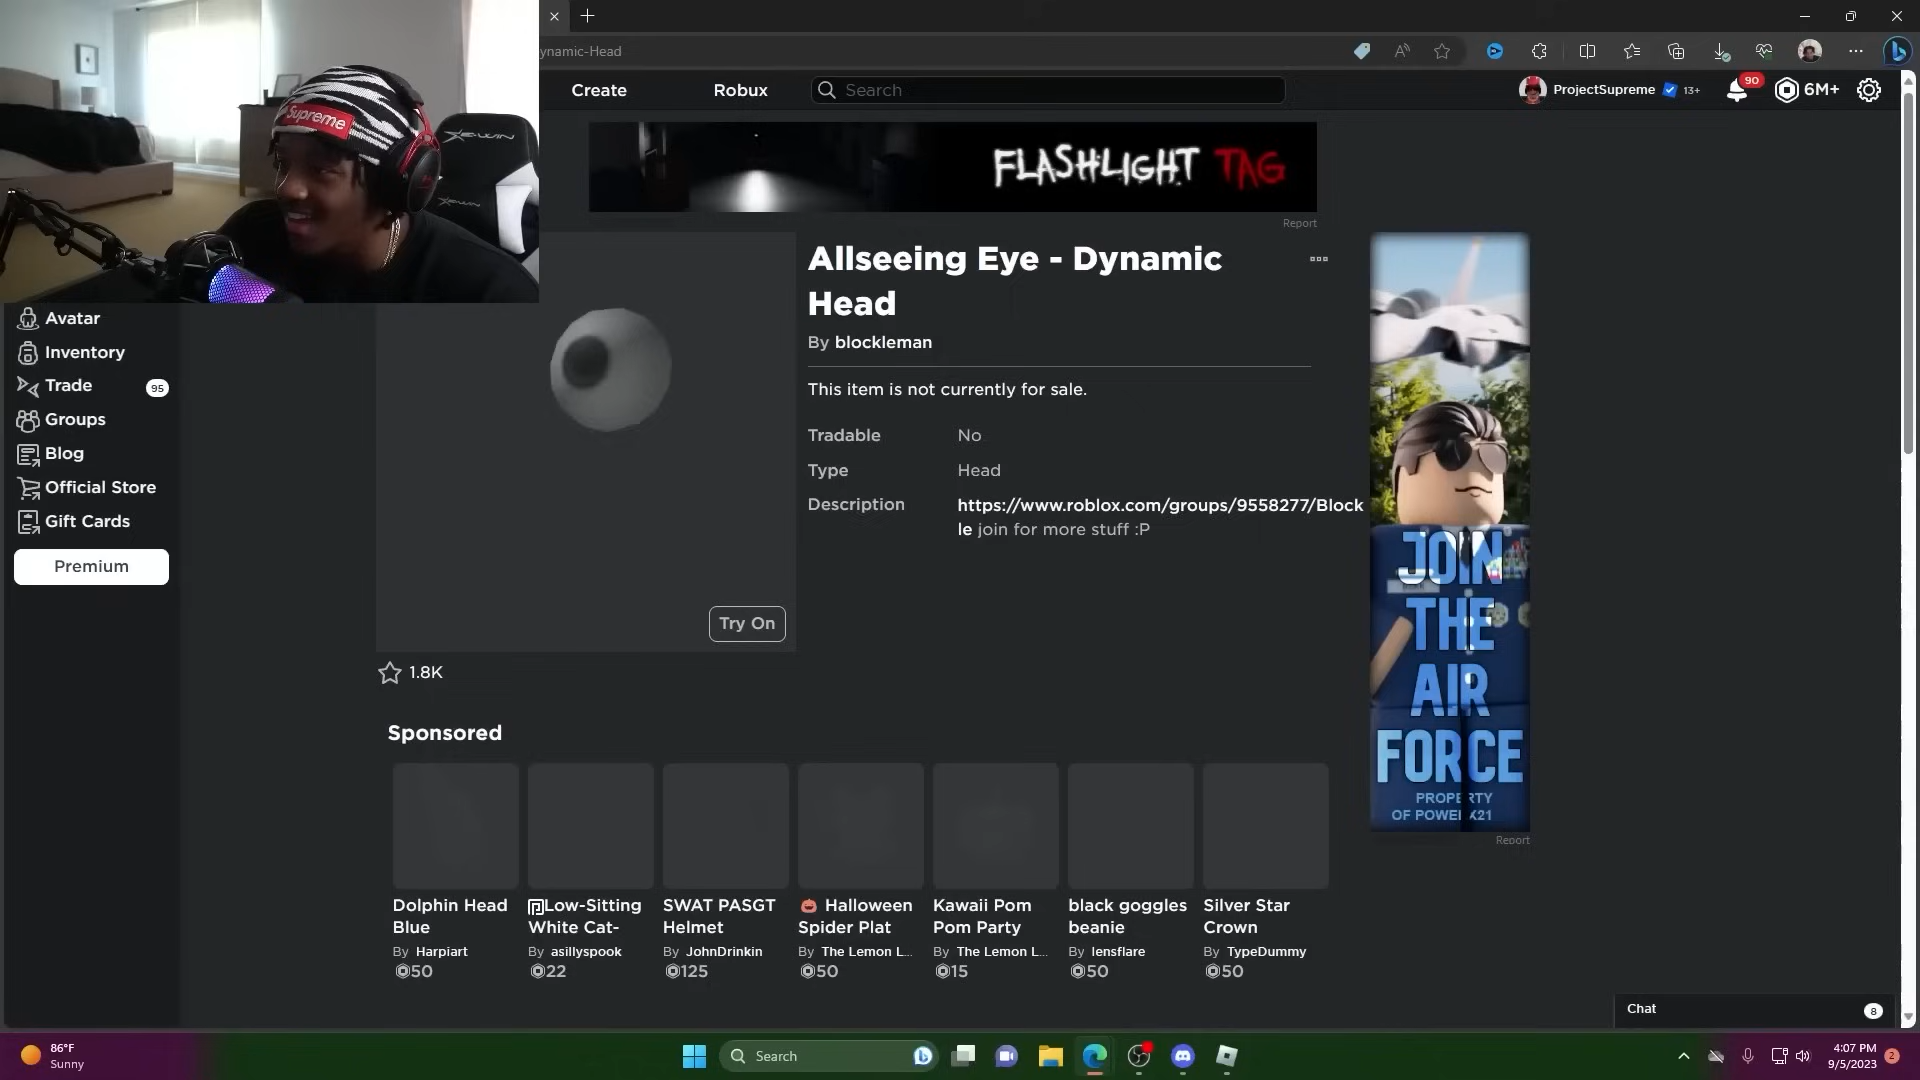 ynamic-Head
Supreme
Create
Robux
Search
ProjectSupreme
13+
90
6M+
FLASHLIGHT TAG
Report
Avatar
Inventory
Trade
95
Groups
Blog
Official Store
Gift Cards
Premium
Allseeing Eye - Dynamic
Head
By blockleman
This item is not currently for sale.
Tradable No
Type Head
Description https://www.roblox.com/groups/9558277/Block
le join for more stuff :P
Try On
1.8K
JOIN
THE
AIR
FORCE
PROPERTY
Report
Sponsored
Dolphin Head
Blue
By Harpiart
50
Low-Sitting
White Cat-
By asillyspook
22
SWAT PASGT
Helmet
By JohnDrinkin
125
Halloween
Spider Plat
By The Lemon L...
50
Kawaii Pom
Pom Party
By The Lemon L...
15
black goggles
beanie
By lensflare
50
Silver Star
Crown
By TypeDummy
50
Chat
8
86°F
Sunny
Search
4:07 PM
9/5/2023
2